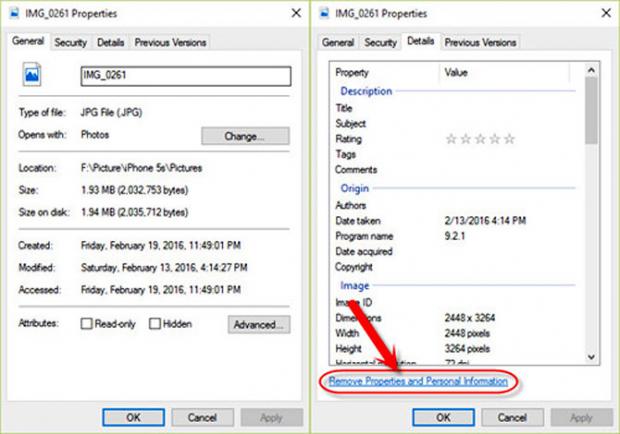 IMG_0261 Properties
General Security Details Previous Versions
IMG_0261
Type of file: JPG File (.JPG)
Opens with: Photos Change...
Location: F:\Picture\iPhone 5s\Pictures
Size: 1.93 MB (2,032,753 bytes)
Size on disk: 1.94 MB (2,035,712 bytes)
Created: Friday, February 19, 2016, 11:49:01 PM
Modified: Saturday, February 13, 2016, 4:14:27 PM
Accessed: Friday, February 19, 2016, 11:49:01 PM
Attributes: Read-only Hidden Advanced...
OK Cancel Apply
IMG_0261 Properties
General Security Details Previous Versions
Property Value
Description
Title
Subject
Rating
Tags
Comments
Origin
Authors
Date taken 2/13/2016 4:14 PM
Program name 9.2.1
Date acquired
Copyright
Image
Image ID
Dimensions 2448 x 3264
Width 2448 pixels
Height 3264 pixels
Horizontal 72 dpi
Remove Properties and Personal Information
OK Cancel Apply